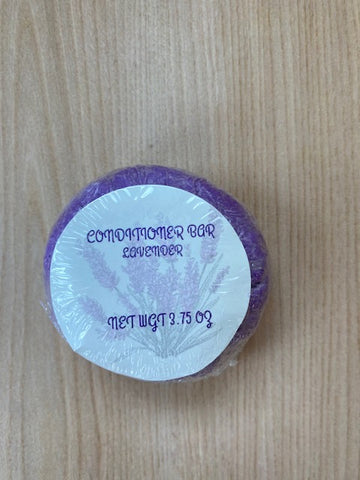 CONDITIONER BAR
LAVENDER
NET WGT 3.75 OZ